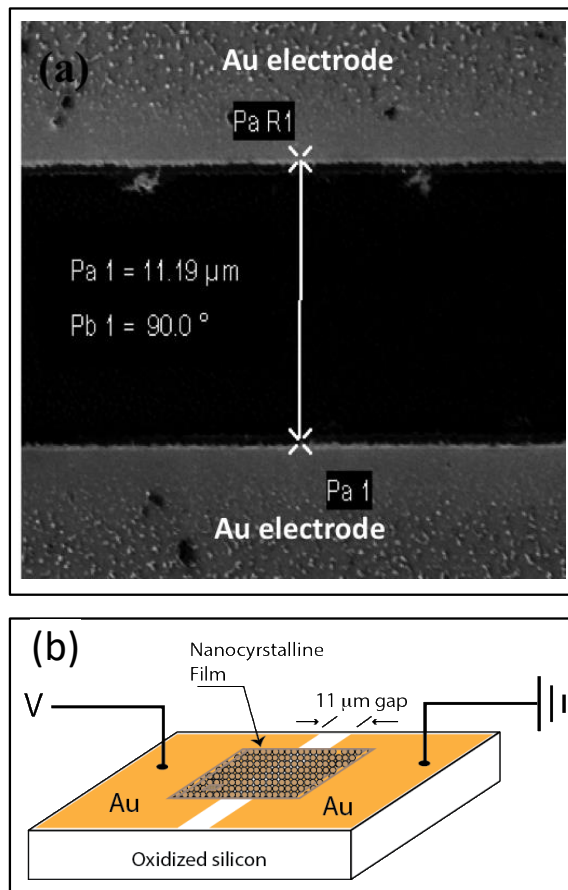 (a)
Au electrode
Pa R1
Pa 1 = 11.19 µm
Pb 1 = 90.0 °
Pa 1
Au electrode
(b)
Nanocyrstalline
Film
11 µm gap
V
Au
Au
Oxidized silicon